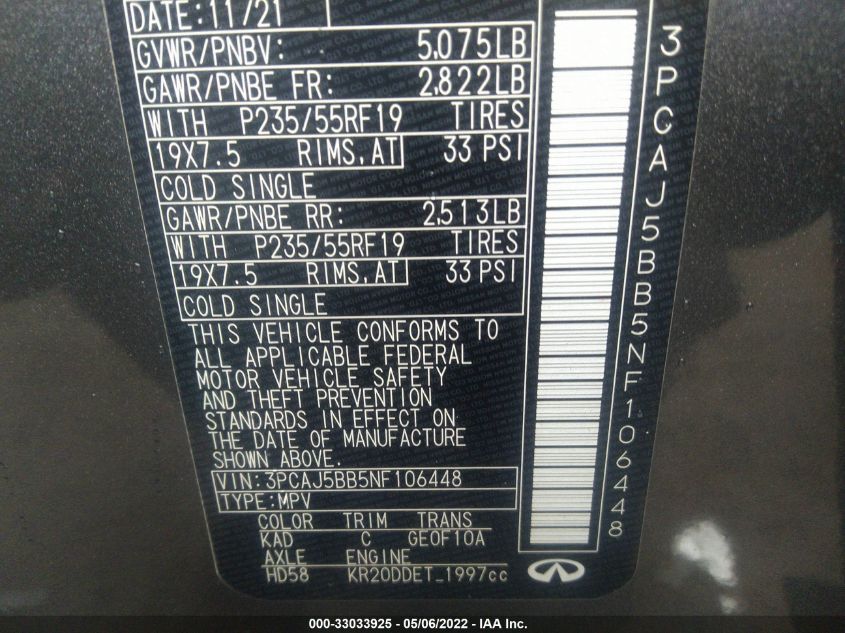 DATE:11/21
GVWR/PNBV: 5,075LB
GAWR/PNBE FR: 2,822LB
WITH P235/55RF19 TIRES
19X7.5 RIMS,AT 33 PSI
COLD SINGLE
GAWR/PNBE RR: 2,513LB
WITH P235/55RF19 TIRES
19X7.5 RIMS,AT 33 PSI
COLD SINGLE
THIS VEHICLE CONFORMS TO
ALL APPLICABLE FEDERAL
MOTOR VEHICLE SAFETY
AND THEFT PREVENTION
STANDARDS IN EFFECT ON
THE DATE OF MANUFACTURE
SHOWN ABOVE.
VIN:3PCAJ5BB5NF106448
TYPE:MPV
COLOR TRIM TRANS
KAD C GE0F10A
AXLE ENGINE
HD58 KR20DDET_1997cc
3PCAJ5BB5NF106448
000-33033925 - 05/06/2022 - IAA Inc.